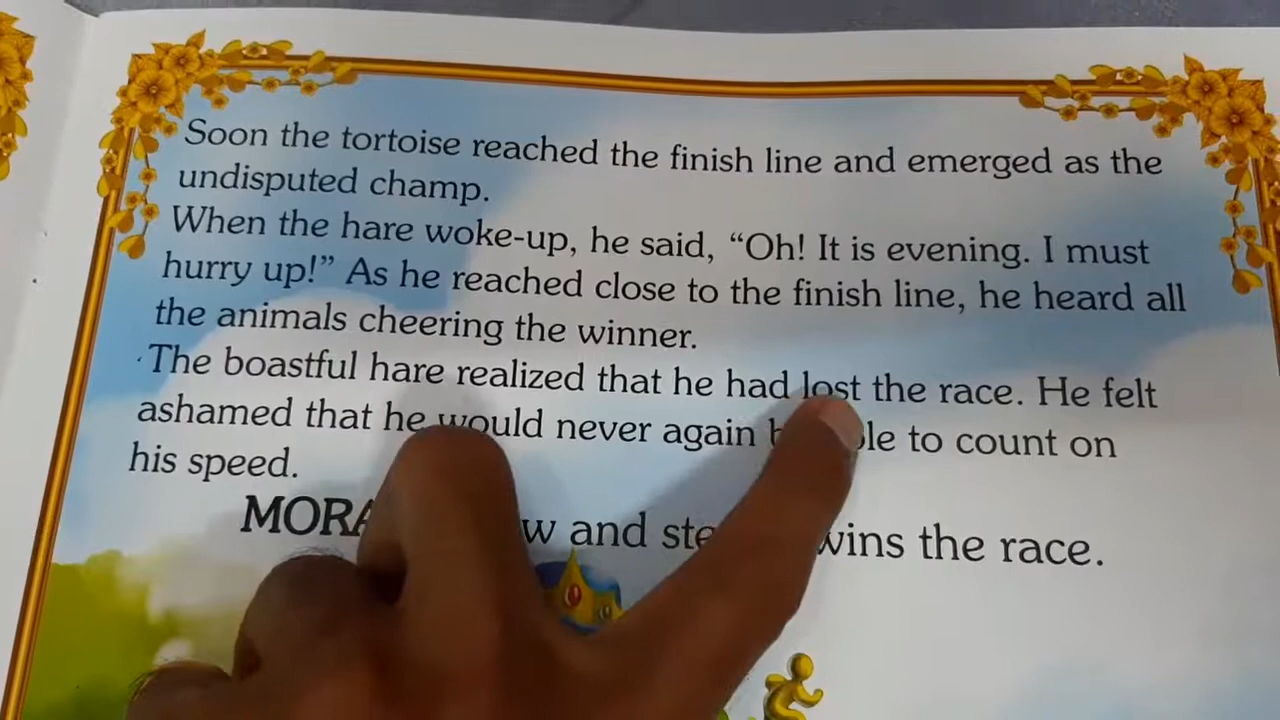 Soon the tortoise reached the finish line and emerged as the
undisputed champ.
When the hare woke-up, he said, “Oh! It is evening. I must
hurry up!” As he reached close to the finish line, he heard all
the animals cheering the winner.
The boastful hare realized that he had lost the race. He felt
ashamed that he would never again to count on
his speed.
and wins the race.